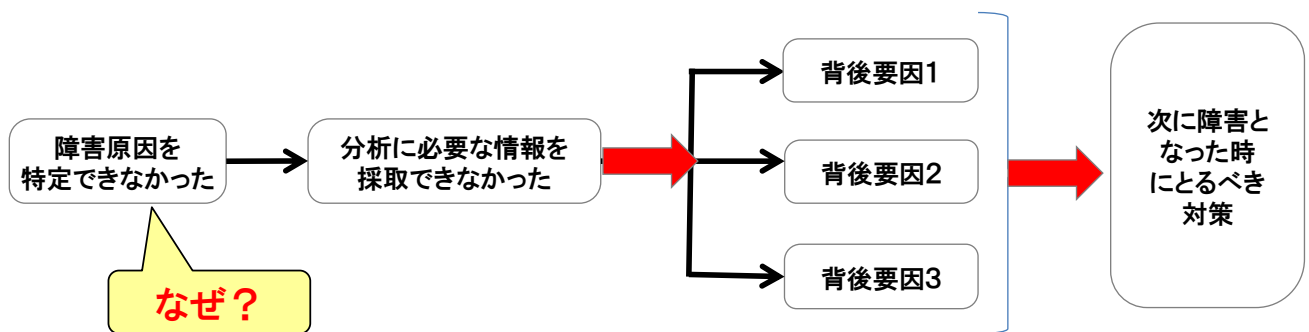 障害原因を
特定できなかった
なぜ？
分析に必要な情報を
採取できなかった
背後要因1
背後要因2
背後要因3
次に障害と
なった時
にとるべき
対策